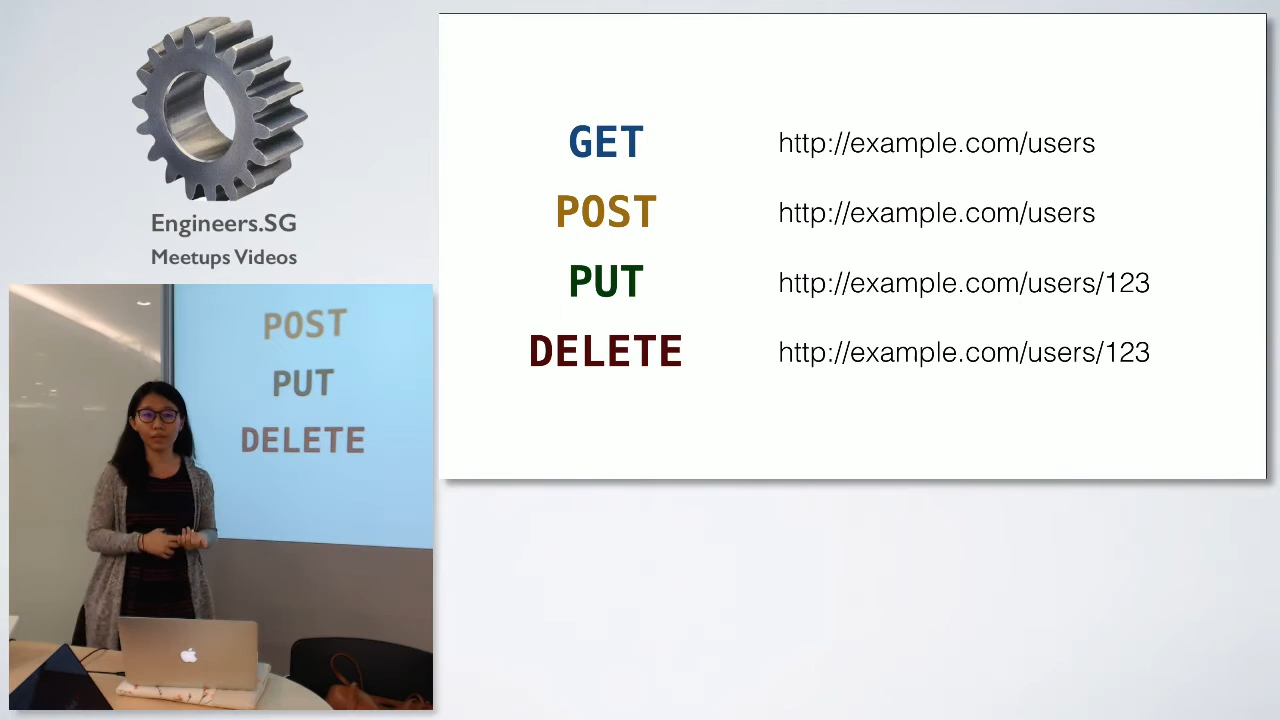 Engineers.SG
Meetups Videos
GET http://example.com/users
POST http://example.com/users
PUT http://example.com/users/123
DELETE http://example.com/users/123
POST
PUT
DELETE